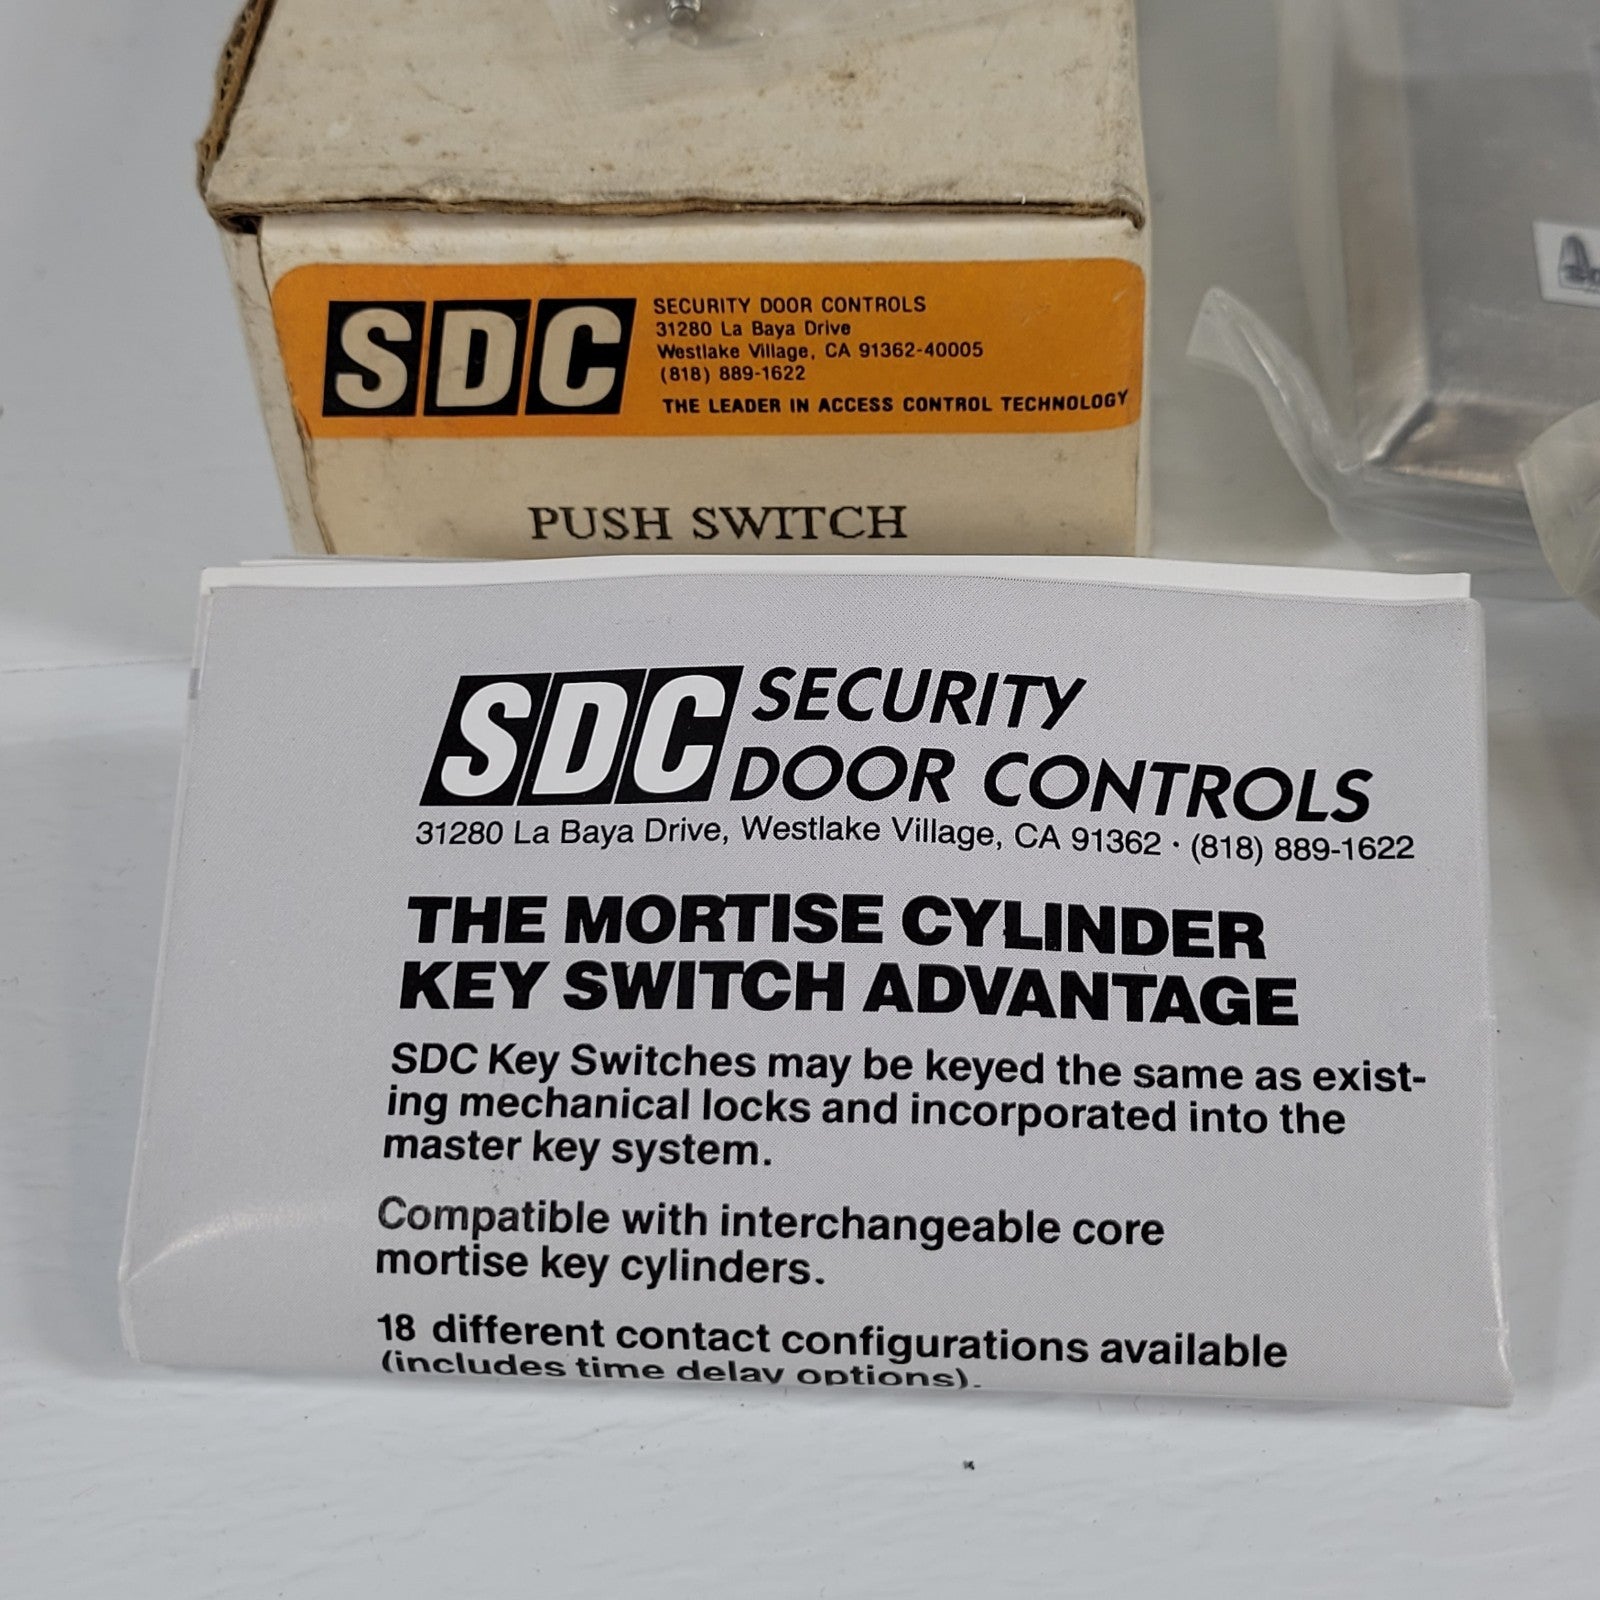 SDC
SECURITY DOOR CONTROLS
31280 La Baya Drive
Westlake Village, CA 91362-40005
(818) 889-1622
THE LEADER IN ACCESS CONTROL TECHNOLOGY
PUSH SWITCH
SDC SECURITY
DOOR CONTROLS
31280 La Baya Drive, Westlake Village, CA 91362 · (818) 889-1622
THE MORTISE CYLINDER
KEY SWITCH ADVANTAGE
SDC Key Switches may be keyed the same as exist-
ing mechanical locks and incorporated into the
master key system.
Compatible with interchangeable core
mortise key cylinders.
18 different contact configurations available
(includes time delay options).